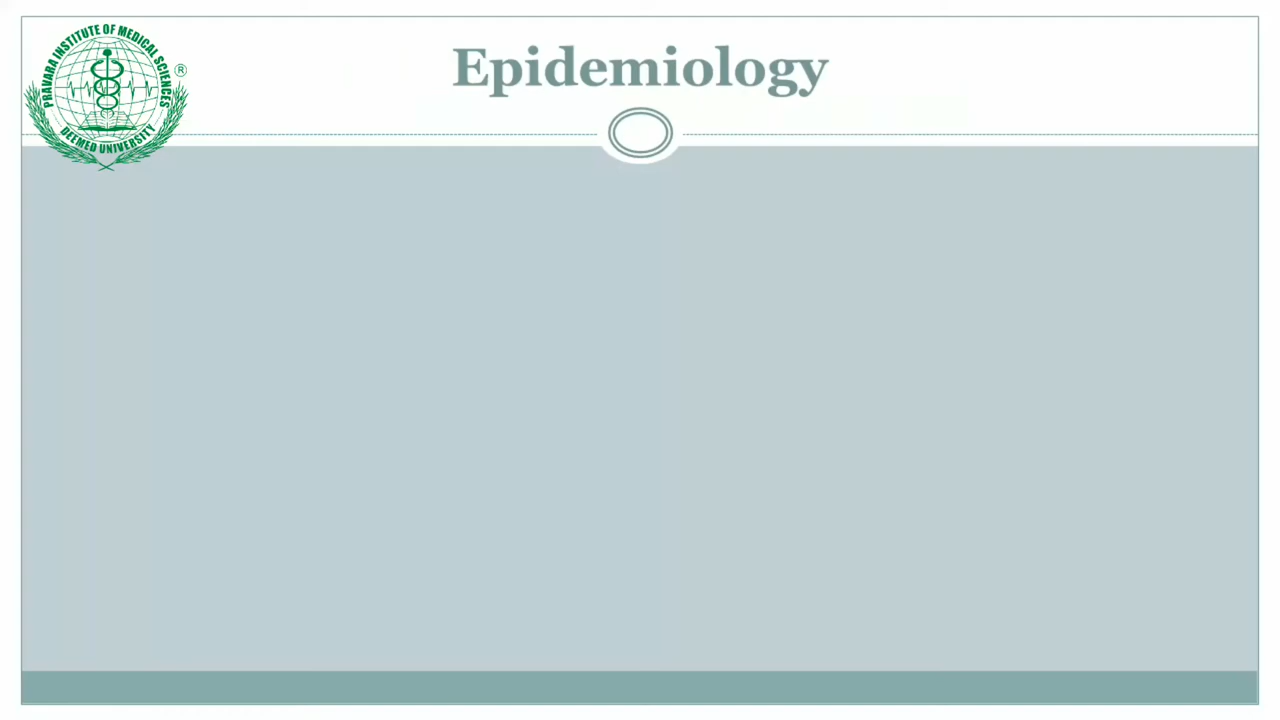 PRAVARA INSTITUTE OF MEDICAL SCIENCES
DEEMED UNIVERSITY
®
Epidemiology